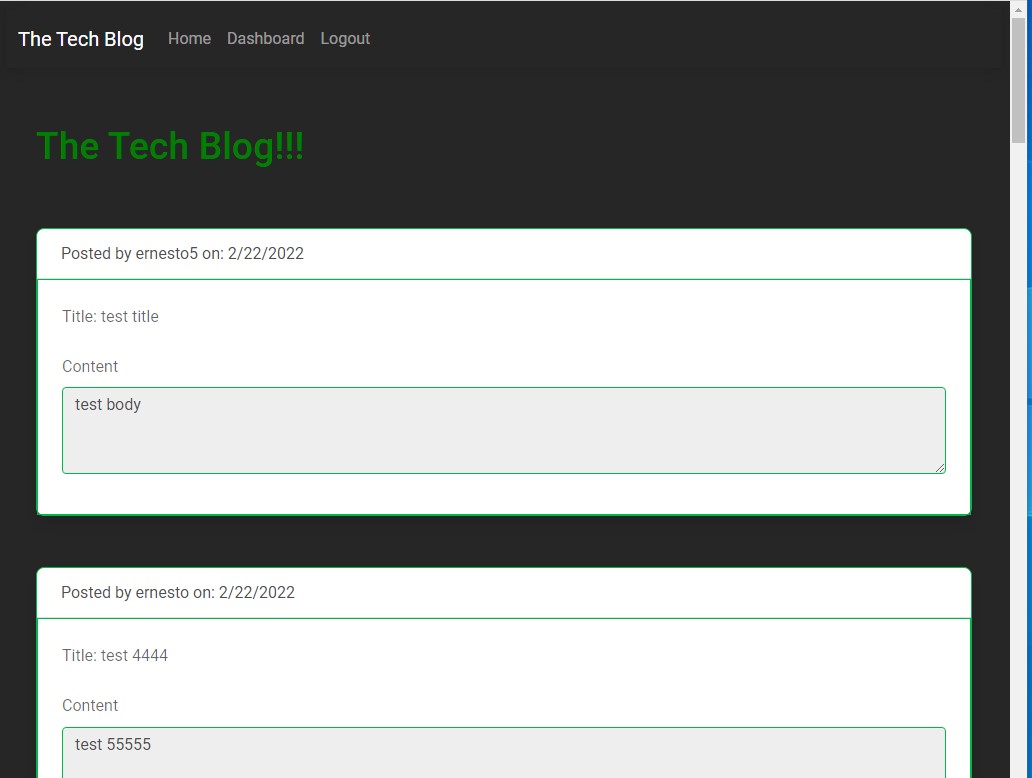 The Tech Blog Home Dashboard Logout
The Tech Blog!!!
Posted by ernesto5 on: 2/22/2022
Title: test title
Content
test body
Posted by ernesto on: 2/22/2022
Title: test 4444
Content
test 55555